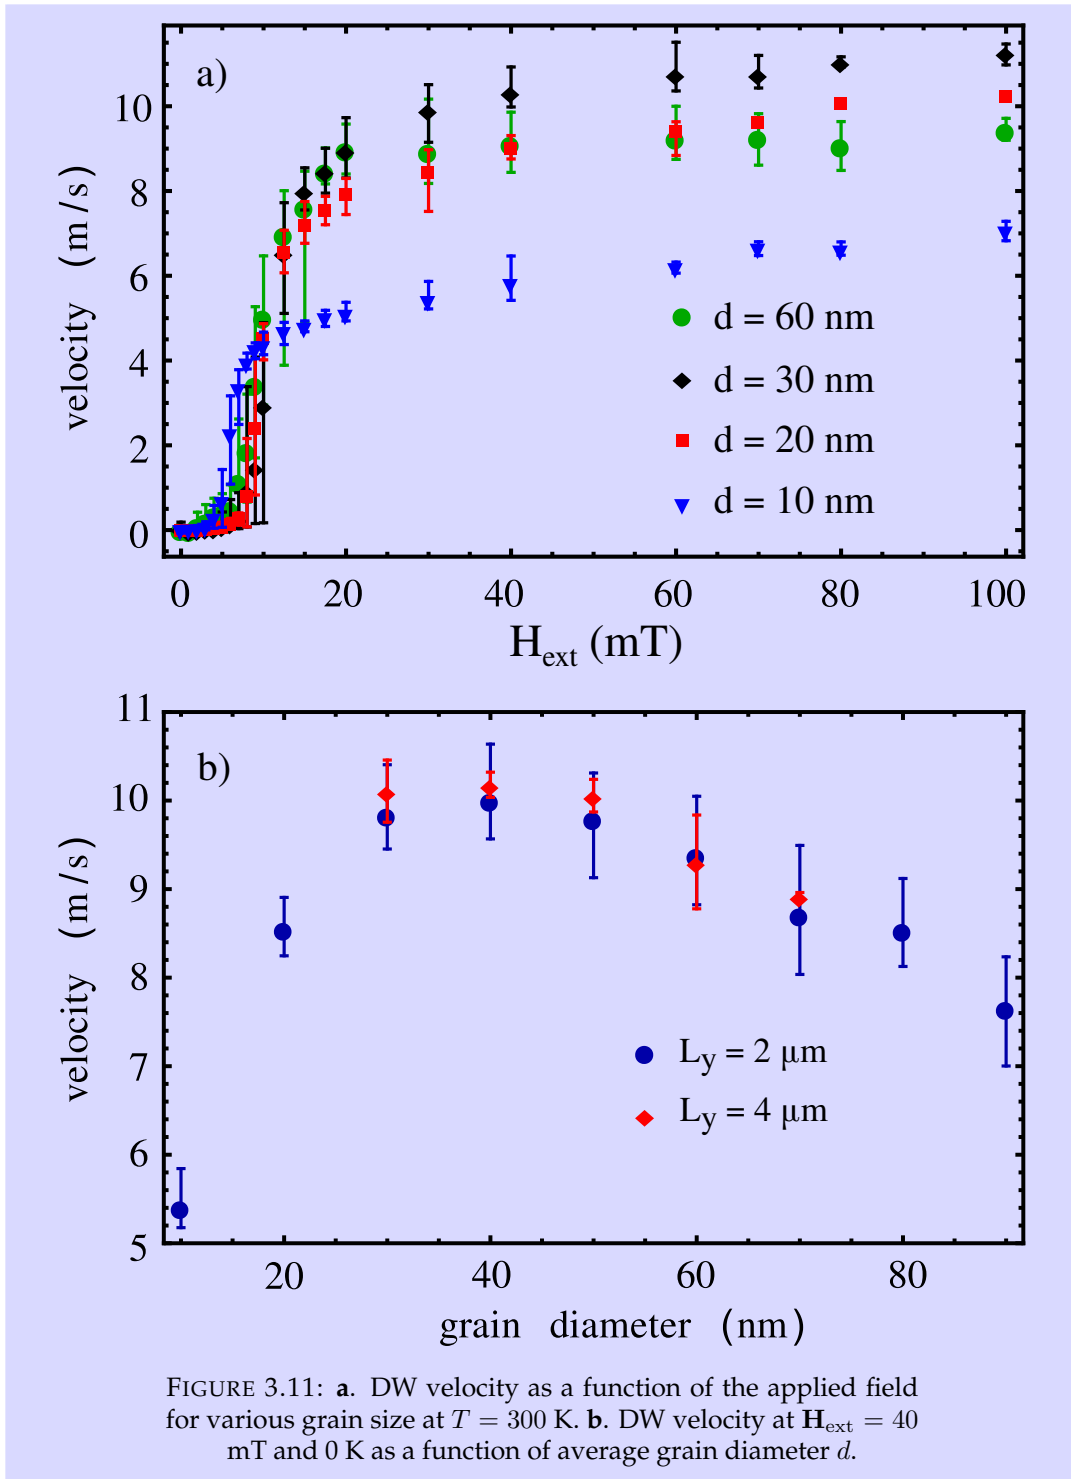 a)
10
8
6
4
2
0
velocity (m/s)
d = 60 nm
d = 30 nm
d = 20 nm
d = 10 nm
0 20 40 60 80 100
H_ext (mT)
11
10
9
8
7
6
5
b)
velocity (m/s)
L_y = 2 µm
L_y = 4 µm
20 40 60 80
grain diameter (nm)
FIGURE 3.11: a. DW velocity as a function of the applied field
for various grain size at T = 300 K. b. DW velocity at H_ext = 40
mT and 0 K as a function of average grain diameter d.